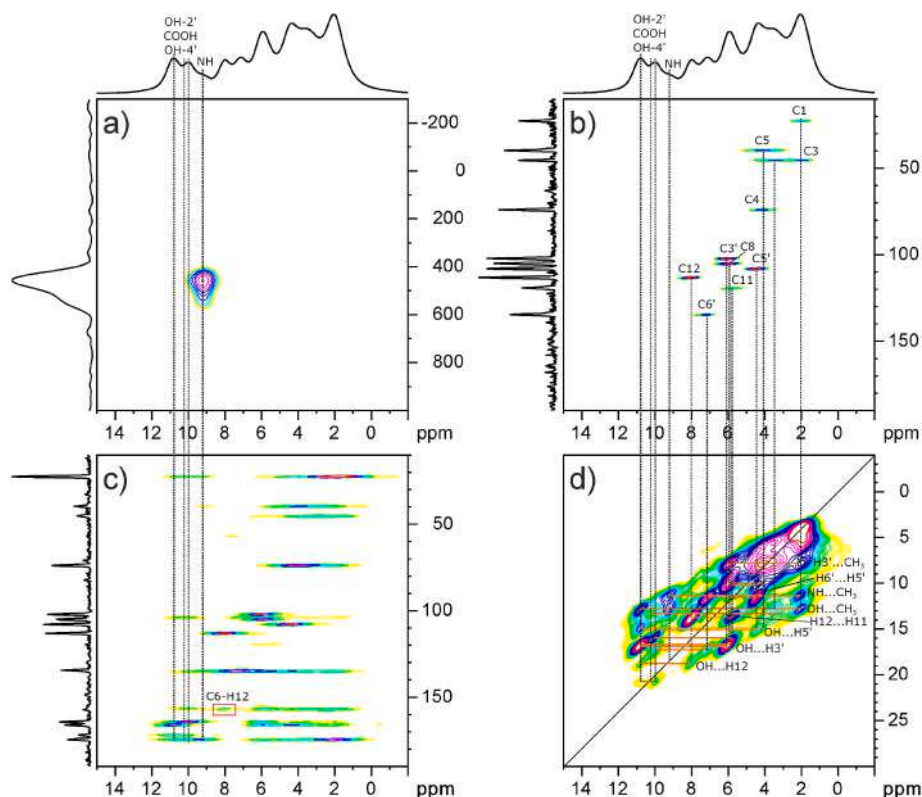 OH-2'
COOH
OH-4'
NH
OH-2'
COOH
OH-4'
NH
a)
-200
0
200
400
600
800
14 12 10 8 6 4 2 0 ppm
b)
C1
C5
C3
C4
C3'
C8
C5'
C12
C11
C6'
50
100
150
14 12 10 8 6 4 2 0 ppm
c)
C6-H12
50
100
150
14 12 10 8 6 4 2 0 ppm
d)
H3'...CH3
H6'...H5'
NH...CH3
OH...CH3
H12...H11
OH...H5'
OH...H3'
OH...H12
0
5
10
15
20
25
14 12 10 8 6 4 2 0 ppm